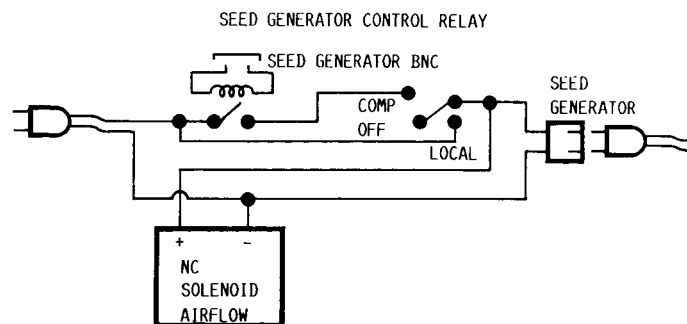 SEED GENERATOR CONTROL RELAY
SEED GENERATOR BNC
SEED
GENERATOR
COMP
OFF
LOCAL
+ -
NC
SOLENOID
AIRFLOW